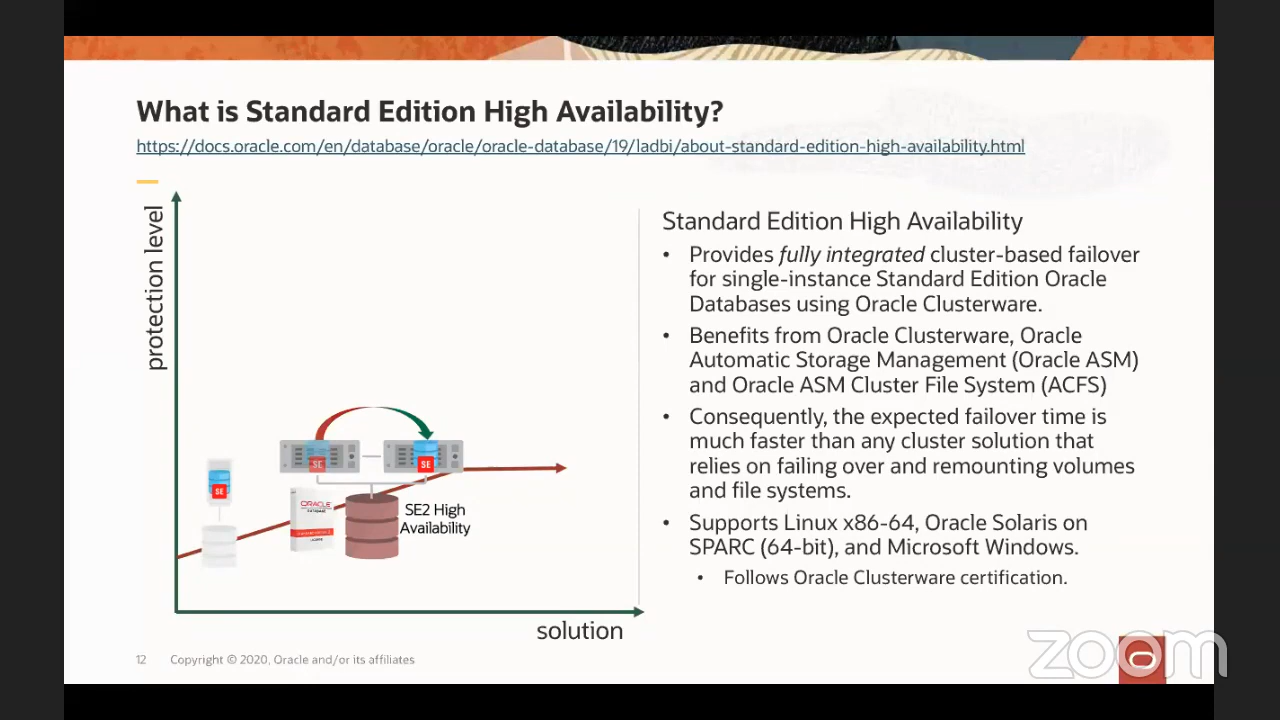 What is Standard Edition High Availability?
https://docs.oracle.com/en/database/oracle/oracle-database/19/ladbi/about-standard-edition-high-availability.html
protection level
SE
SE
SE
ORACLE
DATABASE
SE2 High
Availability
solution
Standard Edition High Availability
• Provides fully integrated cluster-based failover
for single-instance Standard Edition Oracle
Databases using Oracle Clusterware.
• Benefits from Oracle Clusterware, Oracle
Automatic Storage Management (Oracle ASM)
and Oracle ASM Cluster File System (ACFS)
• Consequently, the expected failover time is
much faster than any cluster solution that
relies on failing over and remounting volumes
and file systems.
• Supports Linux x86-64, Oracle Solaris on
SPARC (64-bit), and Microsoft Windows.
• Follows Oracle Clusterware certification.
12 Copyright © 2020, Oracle and/or its affiliates
zoom